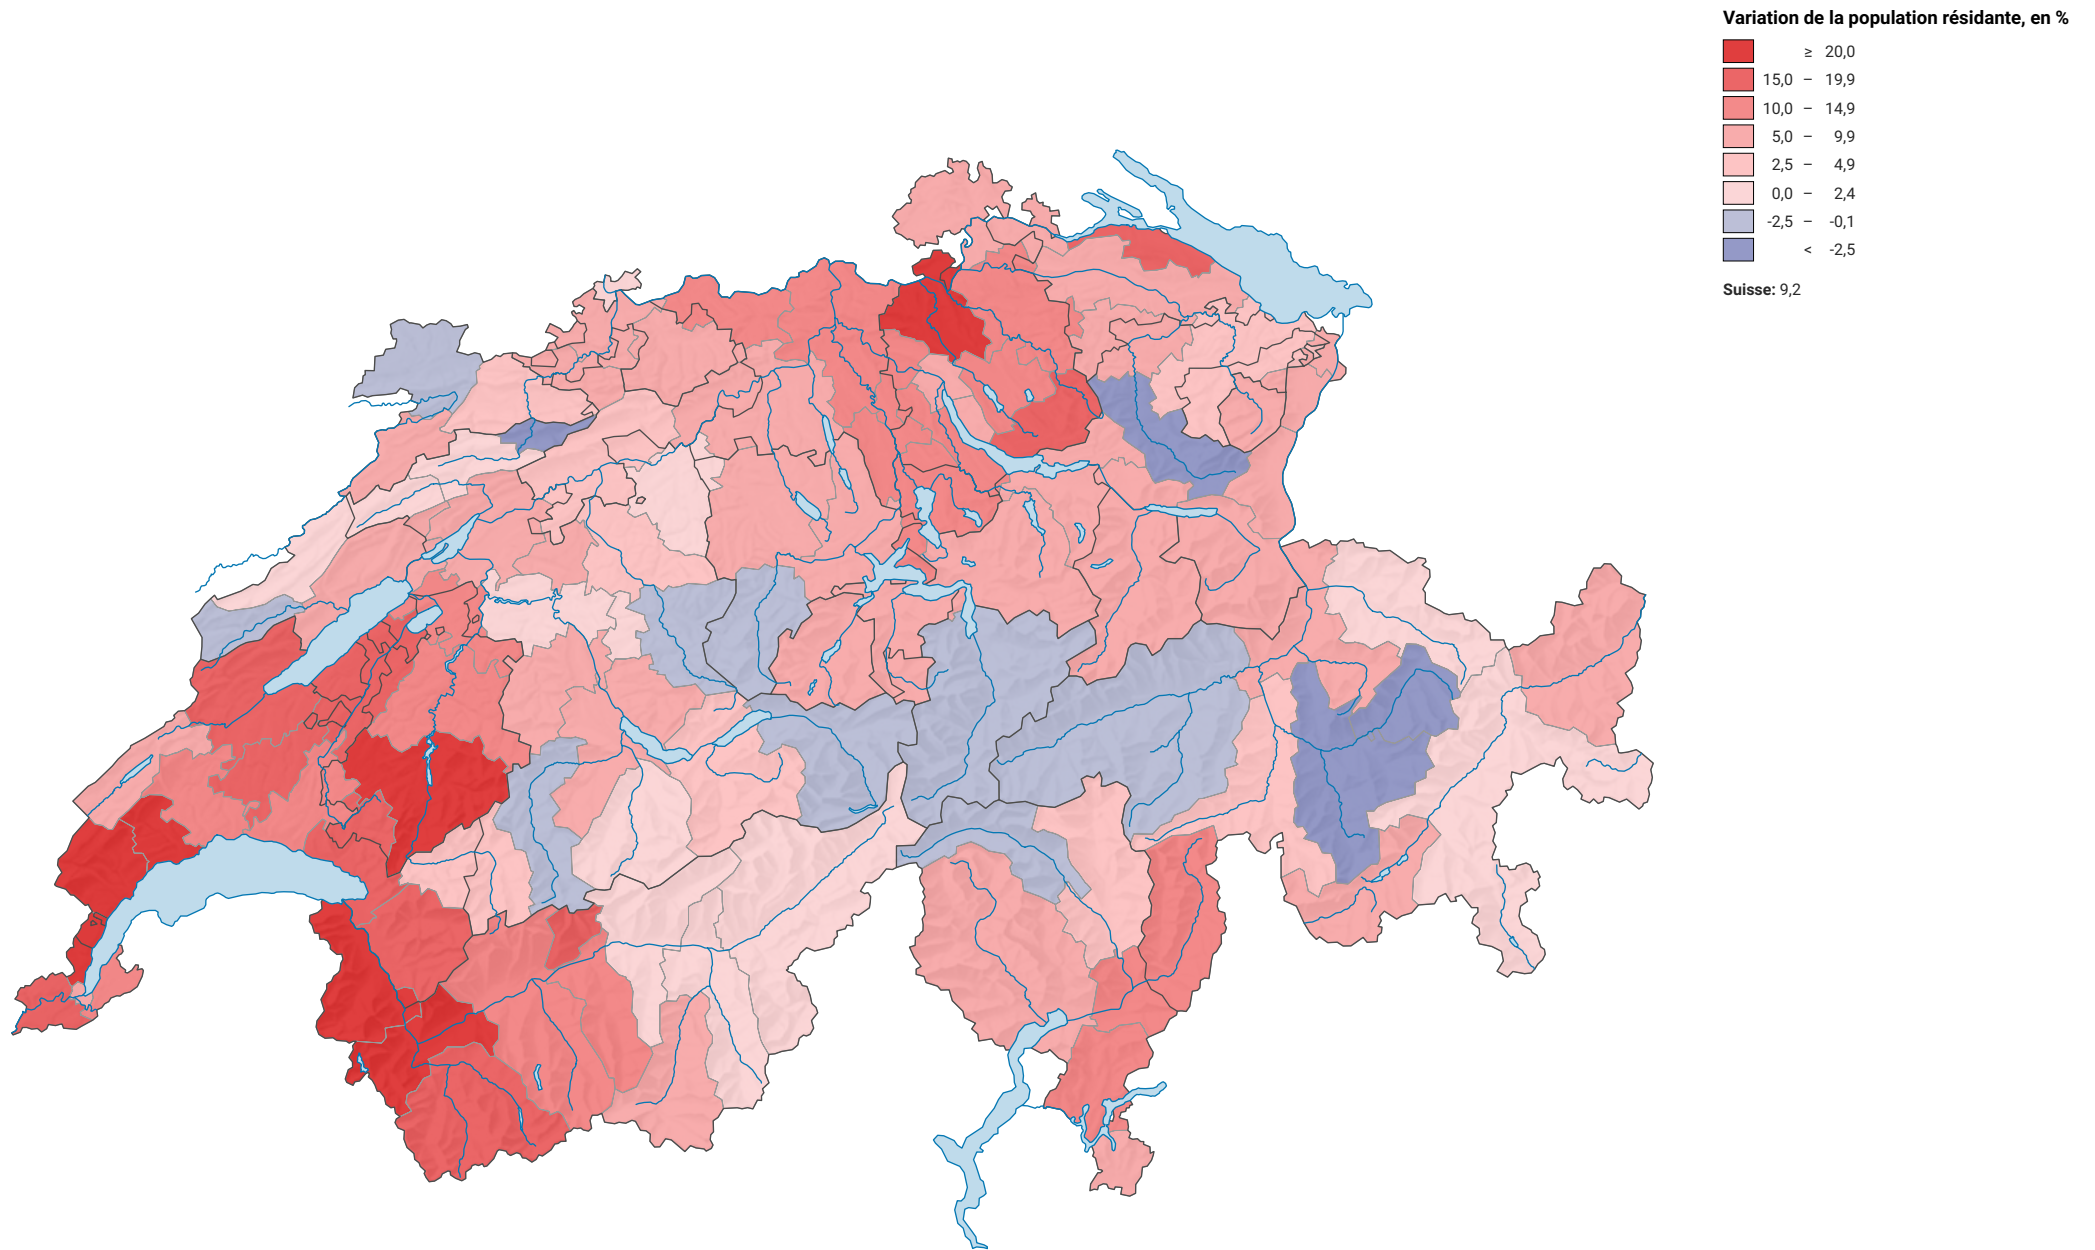 Variation de la population résidante, en %
≥ 20,0
15,0 – 19,9
10,0 – 14,9
5,0 – 9,9
2,5 – 4,9
0,0 – 2,4
-2,5 – -0,1
< -2,5
Suisse: 9,2